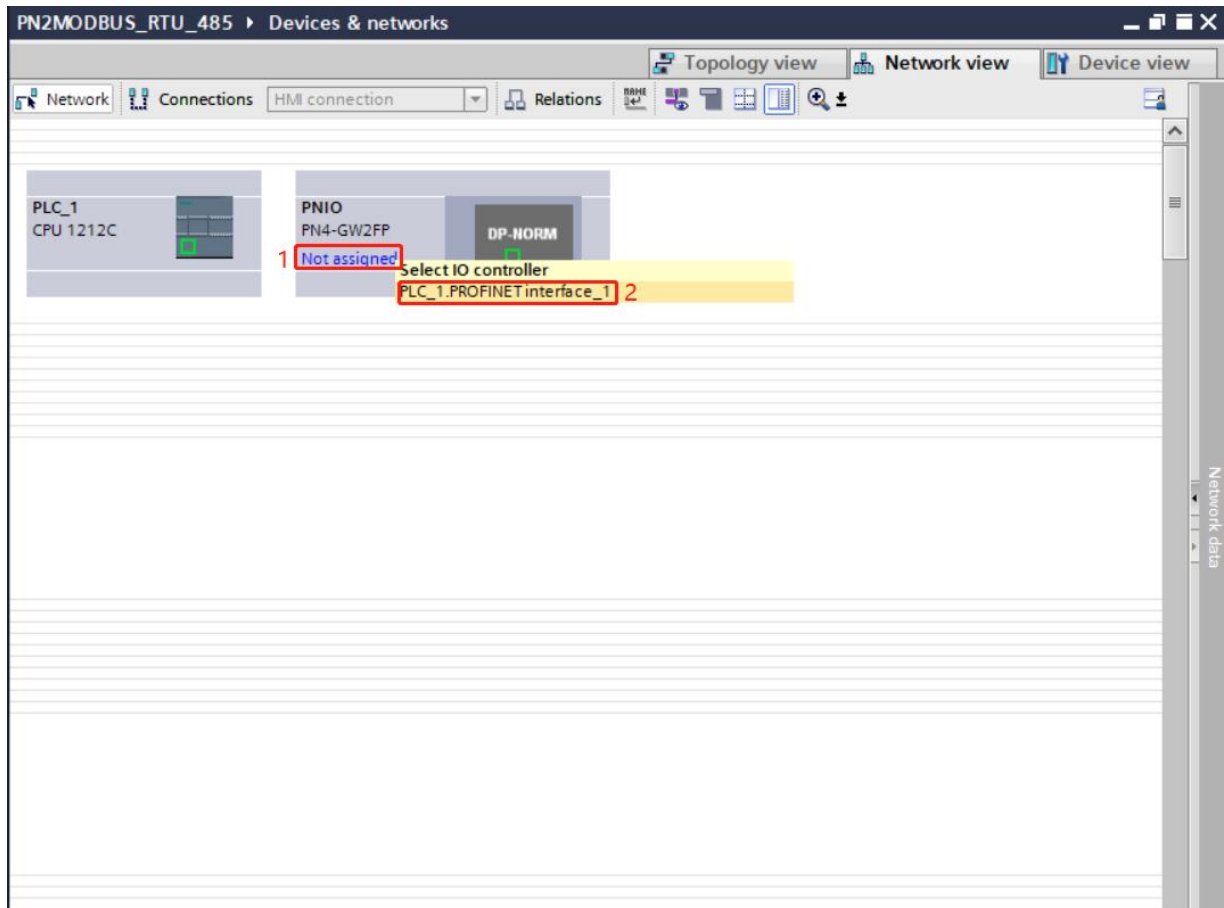 PN2MODBUS_RTU_485 ▸ Devices & networks
Topology view
Network view
Device view
Network
Connections
HMI connection
Relations
NAME
PLC_1
CPU 1212C
PNIO
PN4-GW2FP
DP-NORM
1
Not assigned
Select IO controller
PLC_1.PROFINET interface_1
2
Network data